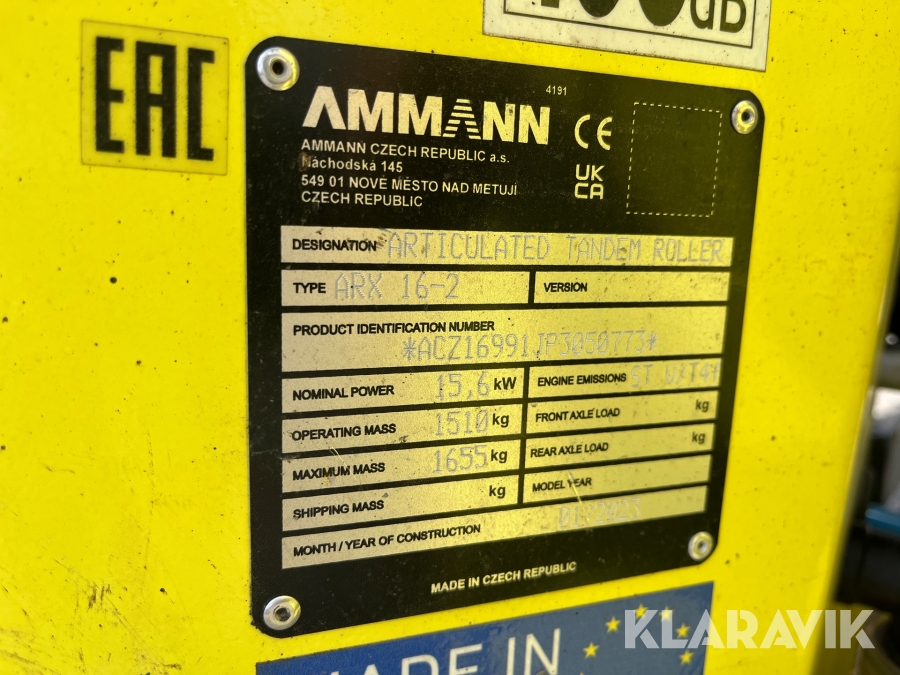 dB
EAC
4191
AMMANN
CE
AMMANN CZECH REPUBLIC a.s.
Náchodská 145
549 01 NOVÉ MĚSTO NAD METUJÍ
CZECH REPUBLIC
UK
CA
DESIGNATION ARTICULATED TANDEM ROLLER
TYPE ARX 16-2 VERSION
PRODUCT IDENTIFICATION NUMBER
*ACZ16991JP3050773*
NOMINAL POWER 15,6 kW ENGINE EMISSIONS ST V/T4f
OPERATING MASS 1510 kg FRONT AXLE LOAD kg
MAXIMUM MASS 1655 kg REAR AXLE LOAD kg
SHIPPING MASS kg MODEL YEAR
MONTH / YEAR OF CONSTRUCTION
MADE IN CZECH REPUBLIC
MADE IN
KLARAVIK